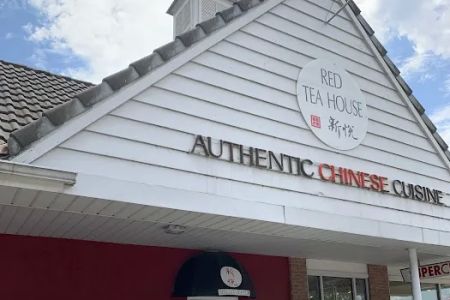 RED
TEA HOUSE
新悦
AUTHENTIC CHINESE CUISINE